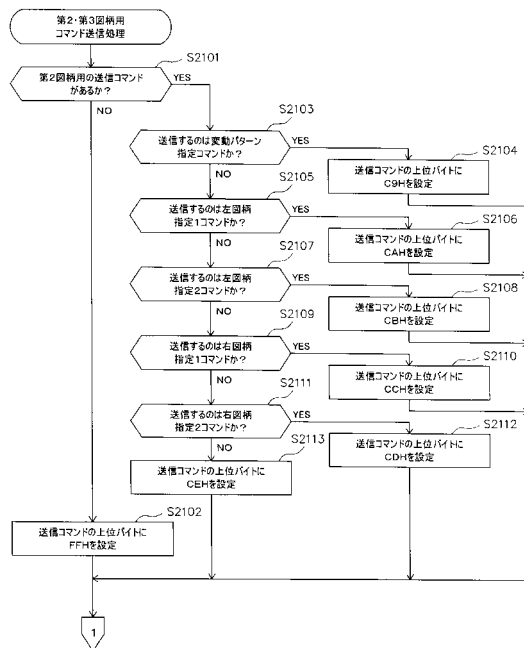 第2・第3図柄用
コマンド送信処理
S2101
第2図柄用の送信コマンド
があるか?
YES
NO
S2103
送信するのは変動パターン
指定コマンドか?
YES
NO
S2104
送信コマンドの上位バイトに
C9Hを設定
S2105
送信するのは左図柄
指定1コマンドか?
YES
NO
S2106
送信コマンドの上位バイトに
CAHを設定
S2107
送信するのは左図柄
指定2コマンドか?
YES
NO
S2108
送信コマンドの上位バイトに
CBHを設定
S2109
送信するのは右図柄
指定1コマンドか?
YES
NO
S2110
送信コマンドの上位バイトに
CCHを設定
S2111
送信するのは右図柄
指定2コマンドか?
YES
NO
S2112
送信コマンドの上位バイトに
CDHを設定
S2113
送信コマンドの上位バイトに
CEHを設定
S2102
送信コマンドの上位バイトに
FFHを設定
1